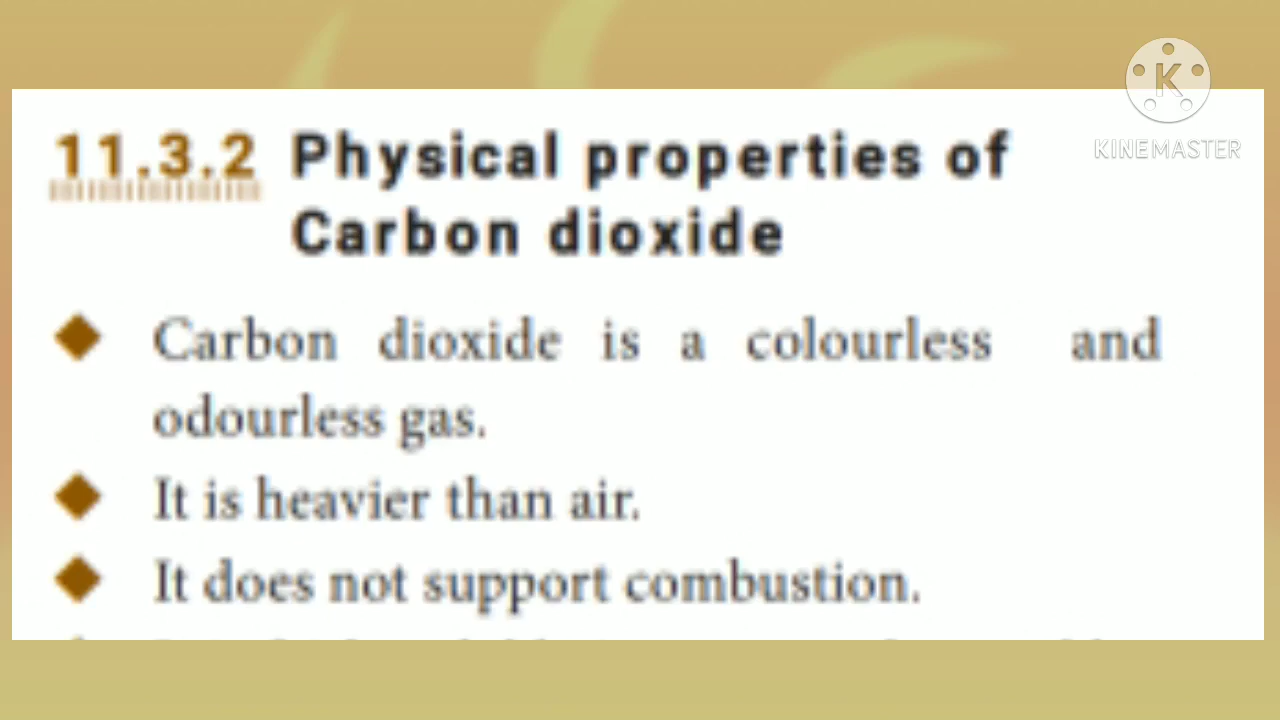 K
KINEMASTER
11.3.2 Physical properties of
Carbon dioxide
◆ Carbon dioxide is a colourless and
odourless gas.
◆ It is heavier than air.
◆ It does not support combustion.